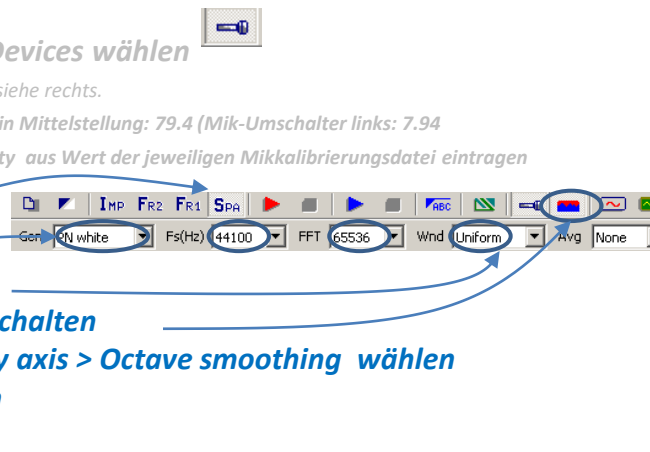 Devices wählen
siehe rechts.
in Mittelstellung: 79.4 (Mik-Umschalter links: 7.94
ty aus Wert der jeweiligen Mikkalibrierungsdatei eintragen
IMP FR2 FR1 SPA ABC
Gen PN white Fs(Hz) 44100 FFT 65536 Wnd Uniform Avg None
chalten
y axis > Octave smoothing wählen